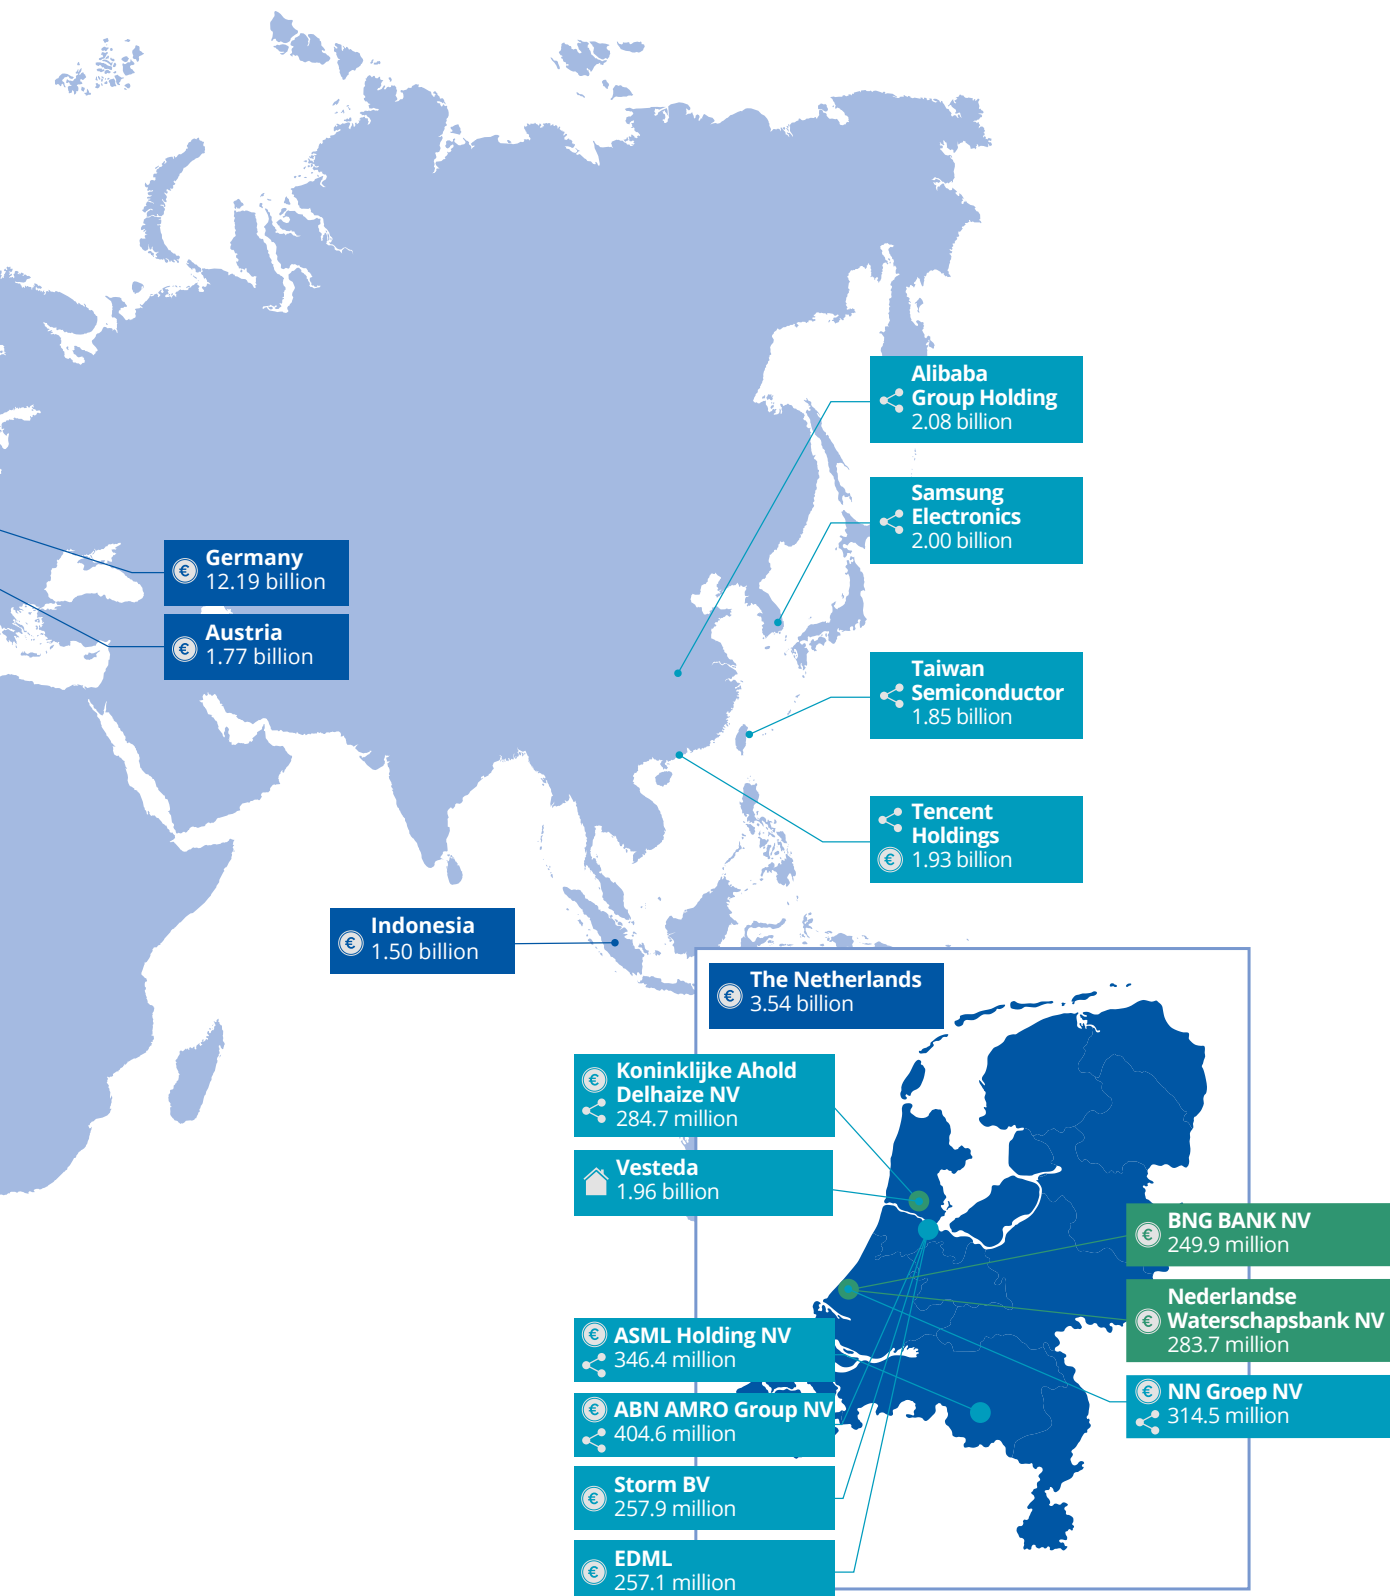 Alibaba
Group Holding
2.08 billion
Samsung
Electronics
2.00 billion
Germany
12.19 billion
Austria
1.77 billion
Taiwan
Semiconductor
1.85 billion
Tencent
Holdings
1.93 billion
Indonesia
1.50 billion
The Netherlands
3.54 billion
Koninklijke Ahold
Delhaize NV
284.7 million
Vesteda
1.96 billion
BNG BANK NV
249.9 million
Nederlandse
Waterschapsbank NV
283.7 million
ASML Holding NV
346.4 million
NN Groep NV
314.5 million
ABN AMRO Group NV
404.6 million
Storm BV
257.9 million
EDML
257.1 million